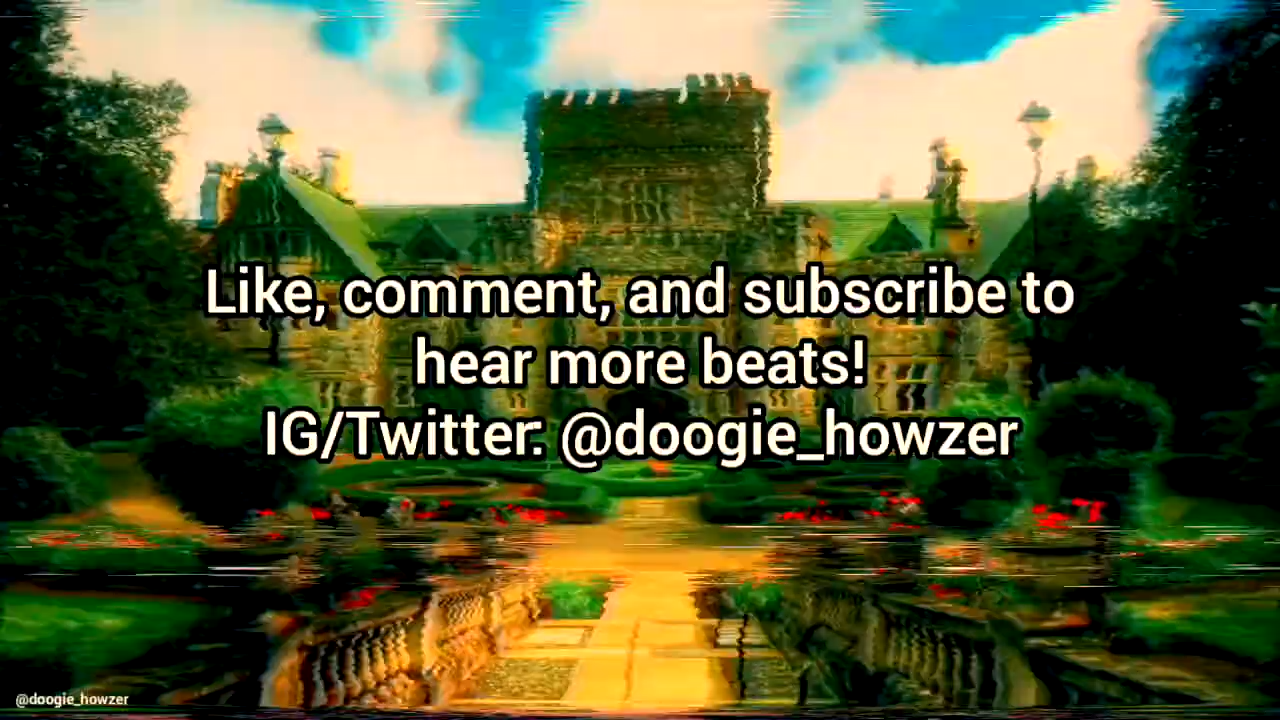 Like, comment, and subscribe to
hear more beats!
IG/Twitter: @doogie_howzer
@doogie_howzer